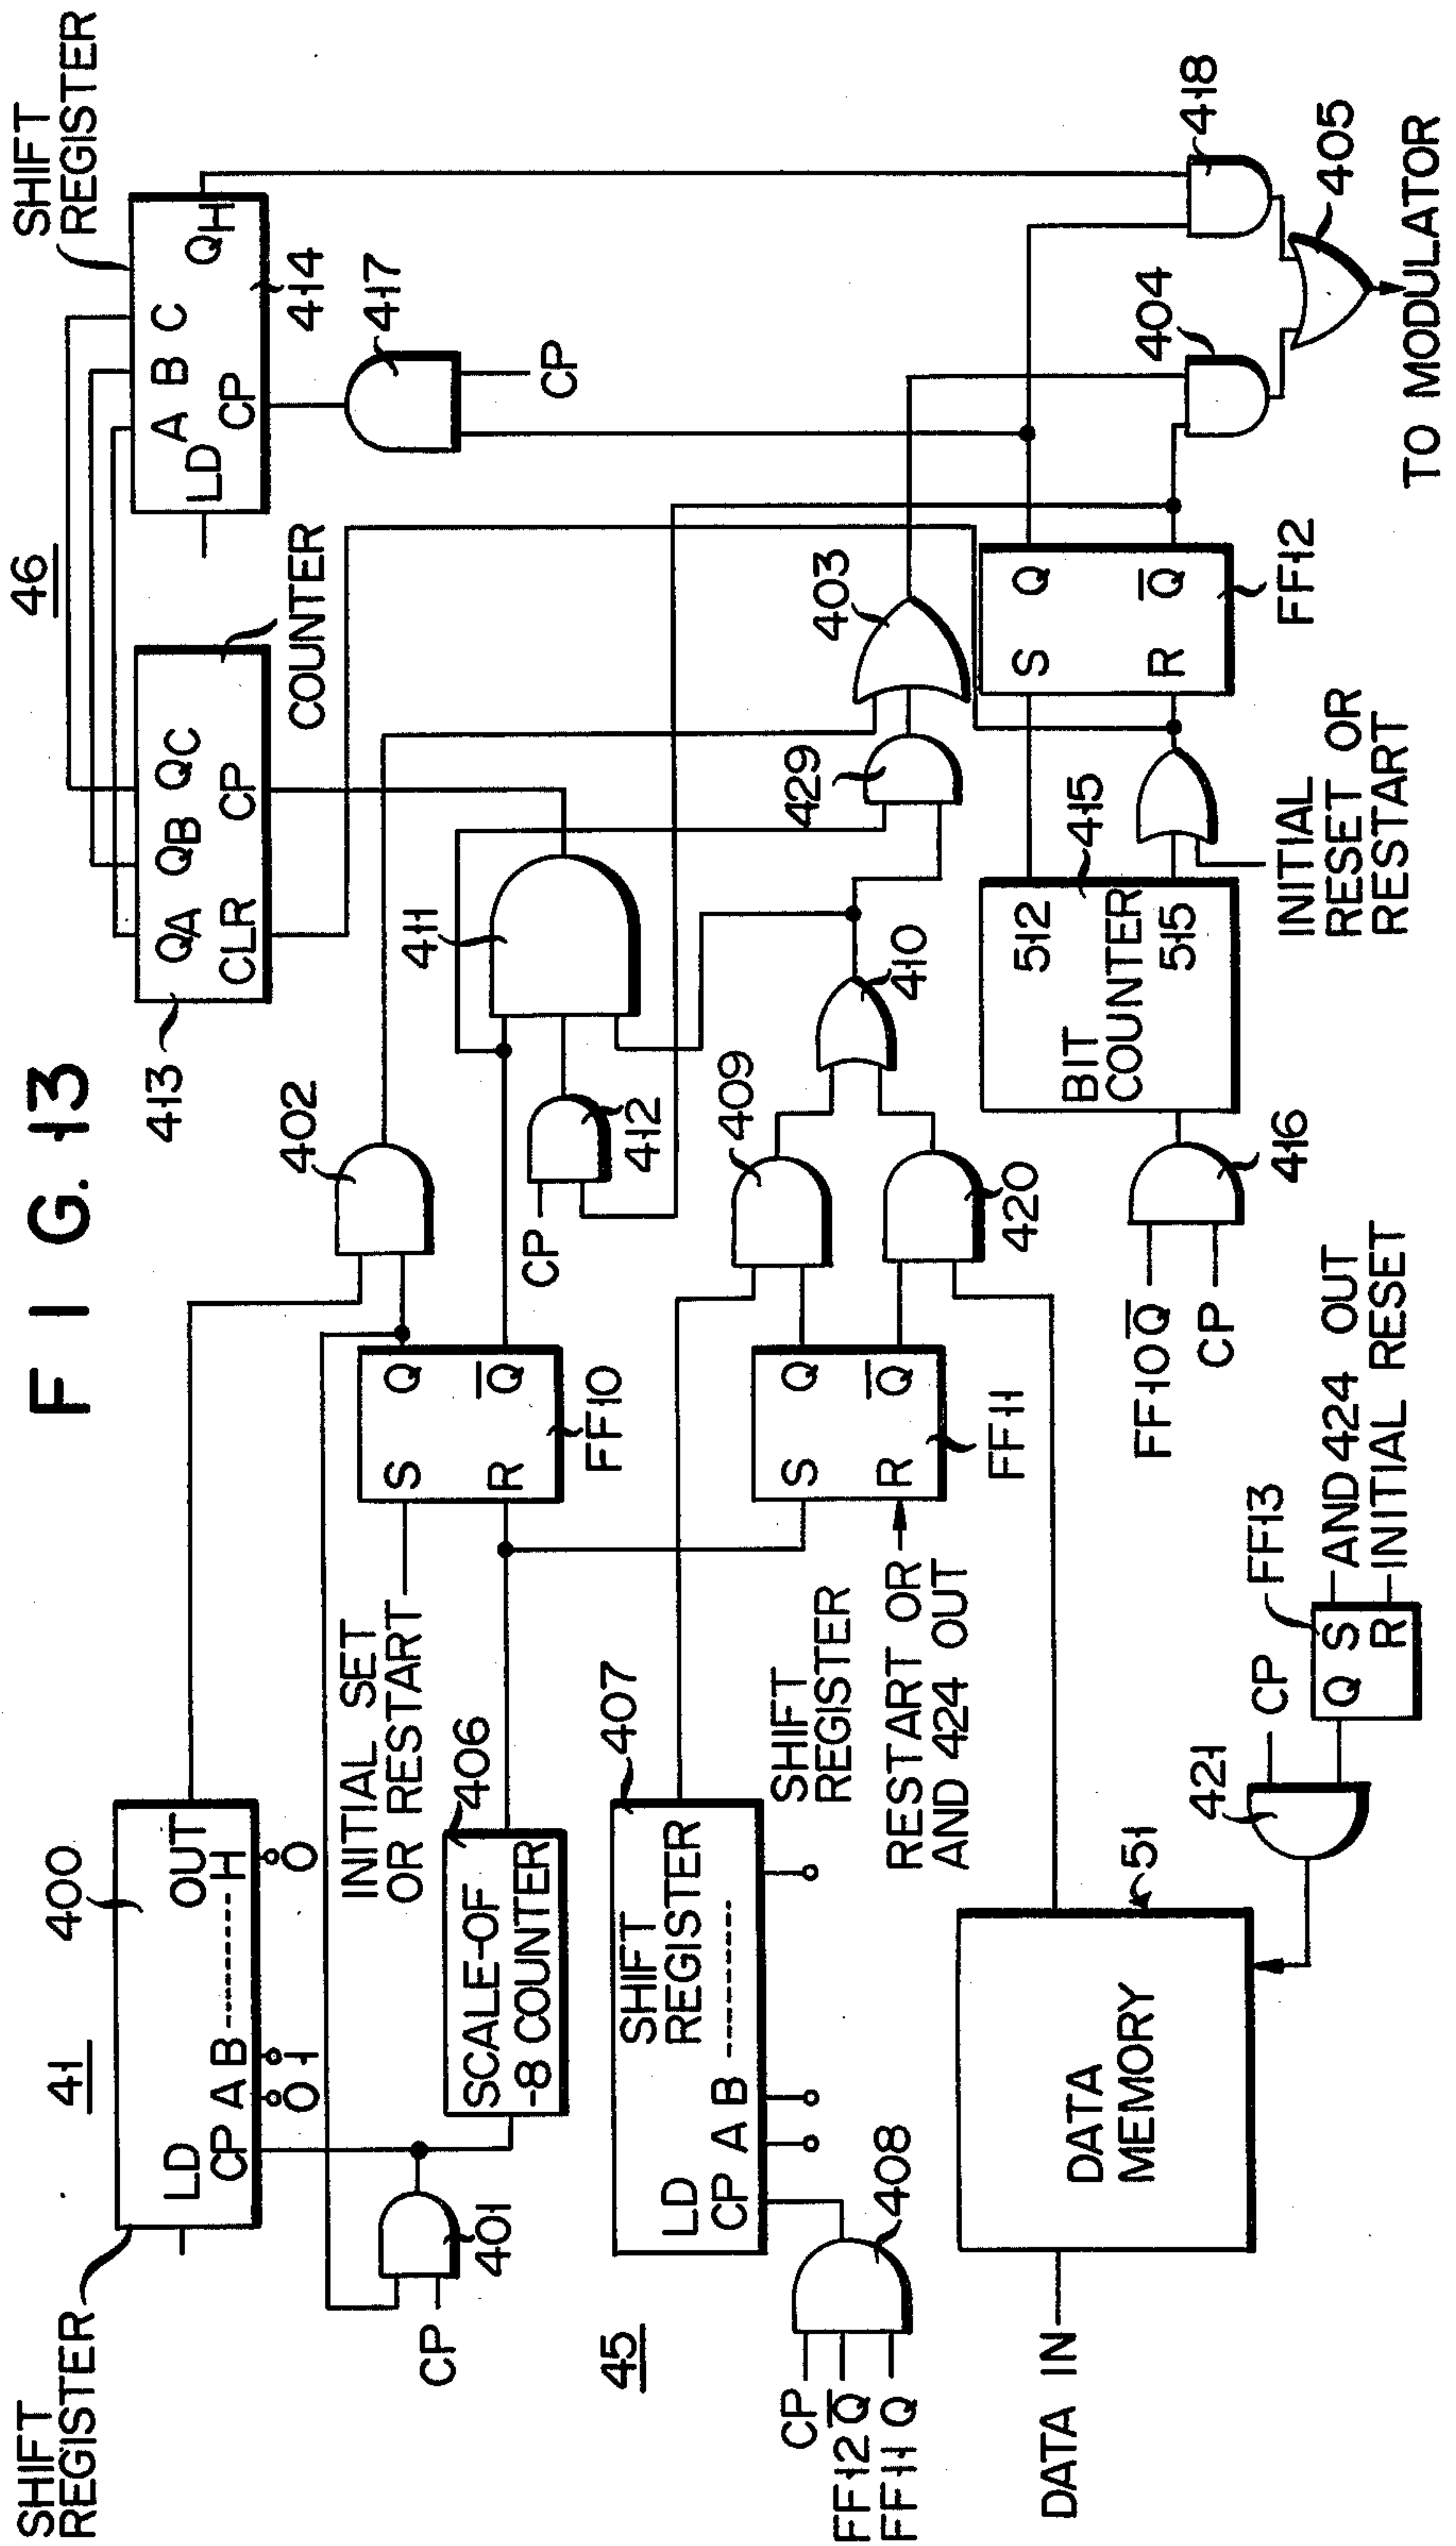 FIG. 13
SHIFT
REGISTER
41
400
LD
OUT
CP A B -------- H
0 1
0
401
CP
INITIAL SET
OR RESTART
406
SCALE-OF
-8 COUNTER
S
Q
R
Q̅
FF10
402
413
QA QB QC
CLR
CP
COUNTER
46
SHIFT
REGISTER
A B C
LD
QH
CP
414
417
CP
411
CP
412
45
407
SHIFT
REGISTER
LD
CP A B --------
SHIFT
REGISTER
408
CP
FF12 Q̅
FF11 Q
RESTART OR
AND 424 OUT
S
Q
R
Q̅
FF11
409
420
410
429
403
404
418
405
TO MODULATOR
DATA IN
DATA
MEMORY
51
421
CP
FF13
Q S
R
AND 424 OUT
INITIAL RESET
FF10 Q̅
CP
416
BIT
COUNTER
512
515
415
INITIAL
RESET OR
RESTART
S
Q
R
Q̅
FF12